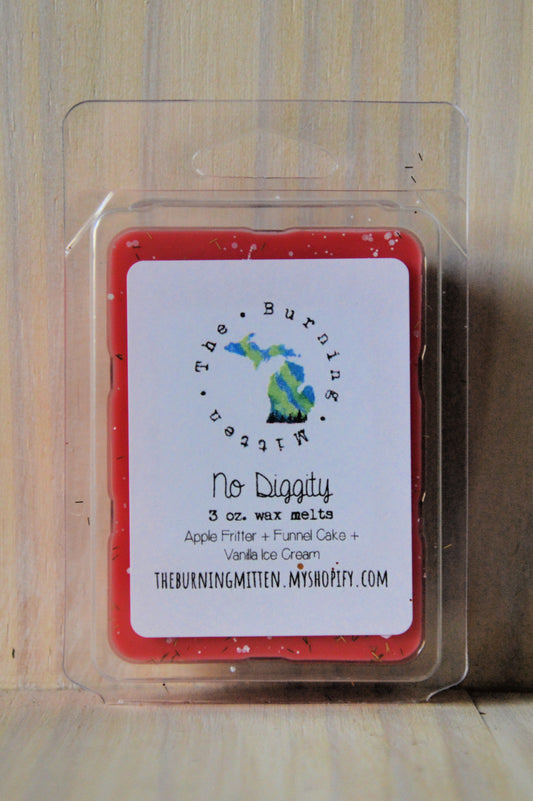 The • Burning • Mitten •
No Diggity
3 oz. wax melts
Apple Fritter + Funnel Cake +
Vanilla Ice Cream
THEBURNINGMITTEN.MYSHOPIFY.COM